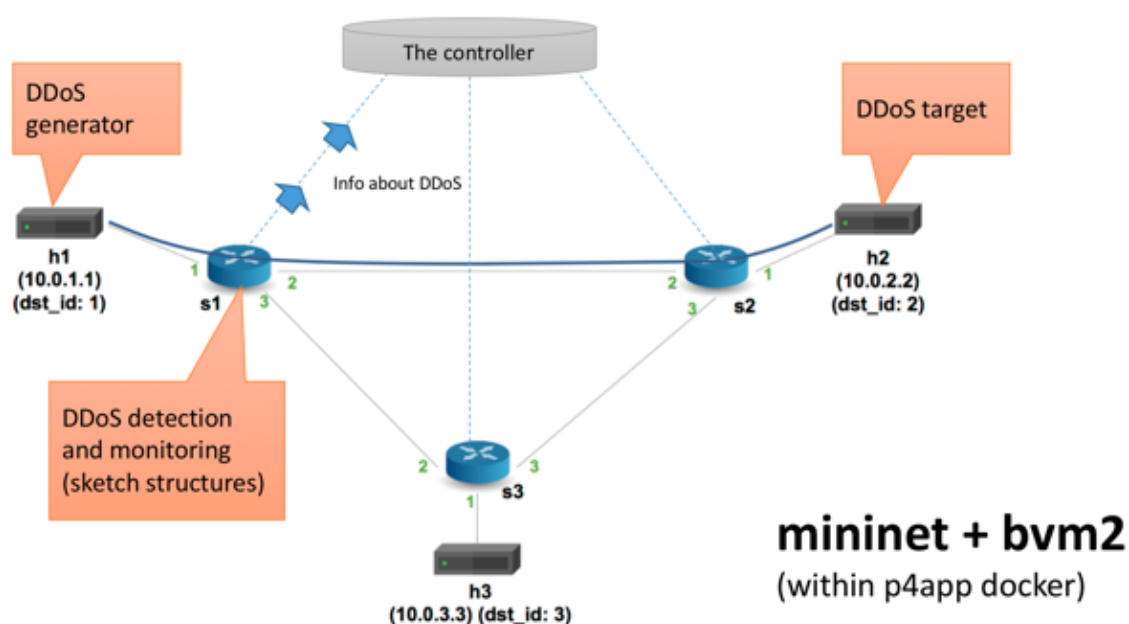 The controller
DDoS
generator
DDoS target
Info about DDoS
h1
(10.0.1.1)
(dst_id: 1)
1
2
3
s1
2
1
3
s2
h2
(10.0.2.2)
(dst_id: 2)
DDoS detection
and monitoring
(sketch structures)
2
3
1
s3
h3
(10.0.3.3) (dst_id: 3)
mininet + bvm2
(within p4app docker)